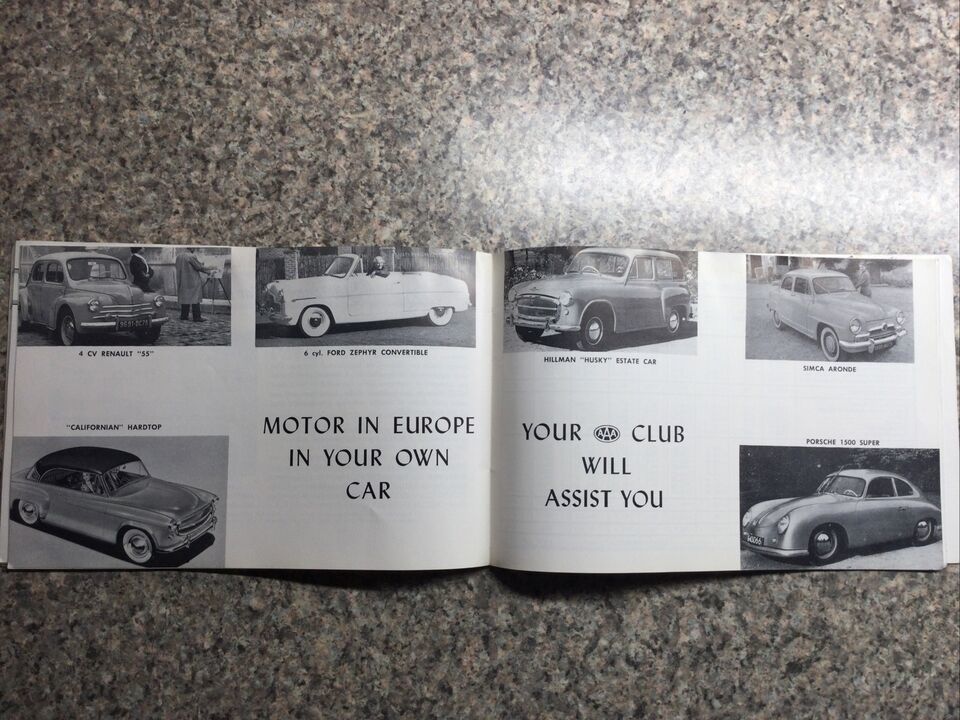 4 CV RENAULT "55"
6 cyl. FORD ZEPHYR CONVERTIBLE
"CALIFORNIAN" HARDTOP
MOTOR IN EUROPE
IN YOUR OWN
CAR
HILLMAN "HUSKY" ESTATE CAR
SIMCA ARONDE
YOUR AAA CLUB
WILL
ASSIST YOU
PORSCHE 1500 SUPER